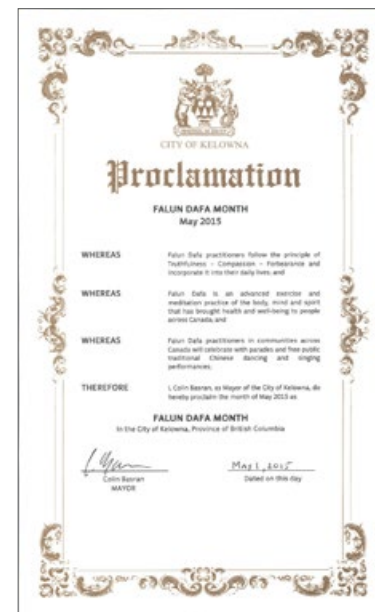 CITY OF KELOWNA
Proclamation
FALUN DAFA MONTH
May 2015
WHEREAS
Falun Dafa practitioners follow the principle of
Truthfulness – Compassion – Forbearance and
incorporate it into their daily lives; and
WHEREAS
Falun Dafa is an advanced exercise and
meditation practice of the body, mind and spirit
that has brought health and well-being to people
across Canada; and
WHEREAS
Falun Dafa practitioners in communities across
Canada will celebrate with parades and free public
traditional Chinese dancing and singing
performances;
THEREFORE
I, Colin Basran, as Mayor of the City of Kelowna, do
hereby proclaim the month of May 2015 as
FALUN DAFA MONTH
In the City of Kelowna, Province of British Columbia
MAY 1, 2015
Colin Basran
Dated on this day
MAYOR